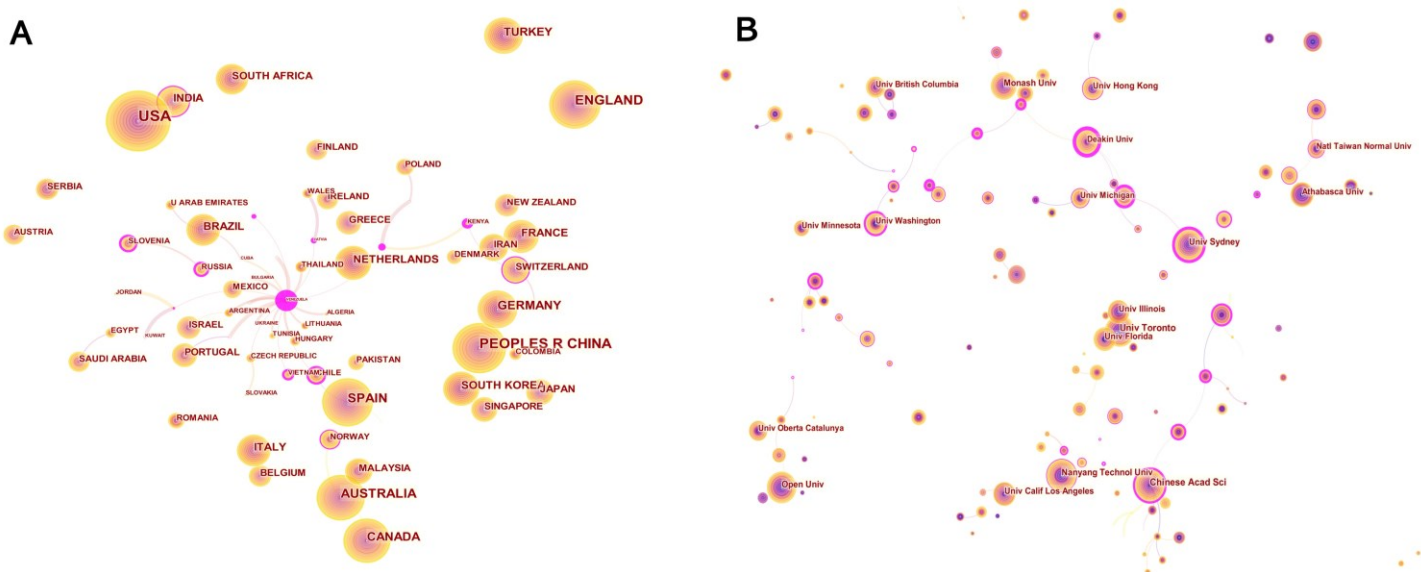 A
TURKEY
SOUTH AFRICA
INDIA
USA
ENGLAND
FINLAND
POLAND
SERBIA
WALES
IRELAND
U ARAB EMIRATES
NEW ZEALAND
BRAZIL
GREECE
KENYA
AUSTRIA
FRANCE
SLOVENIA
IRAN
DENMARK
CUBA
NETHERLANDS
THAILAND
SWITZERLAND
RUSSIA
BULGARIA
MEXICO
JORDAN
GERMANY
ARGENTINA
ALGERIA
UKRAINE
LITHUANIA
ISRAEL
EGYPT
KUWAIT
TUNISIA
HUNGARY
PEOPLES R CHINA
COLOMBIA
SAUDI ARABIA
PORTUGAL
CZECH REPUBLIC
PAKISTAN
VIETNAM
CHILE
SOUTH KOREA
JAPAN
SLOVAKIA
SPAIN
SINGAPORE
ROMANIA
NORWAY
ITALY
MALAYSIA
BELGIUM
AUSTRALIA
CANADA
B
Univ British Columbia
Monash Univ
Univ Hong Kong
Deakin Univ
Natl Taiwan Normal Univ
Univ Michigan
Athabasca Univ
Univ Minnesota
Univ Washington
Univ Sydney
Univ Illinois
Univ Toronto
Univ Florida
Univ Oberta Catalunya
Nanyang Technol Univ
Open Univ
Univ Calif Los Angeles
Chinese Acad Sci